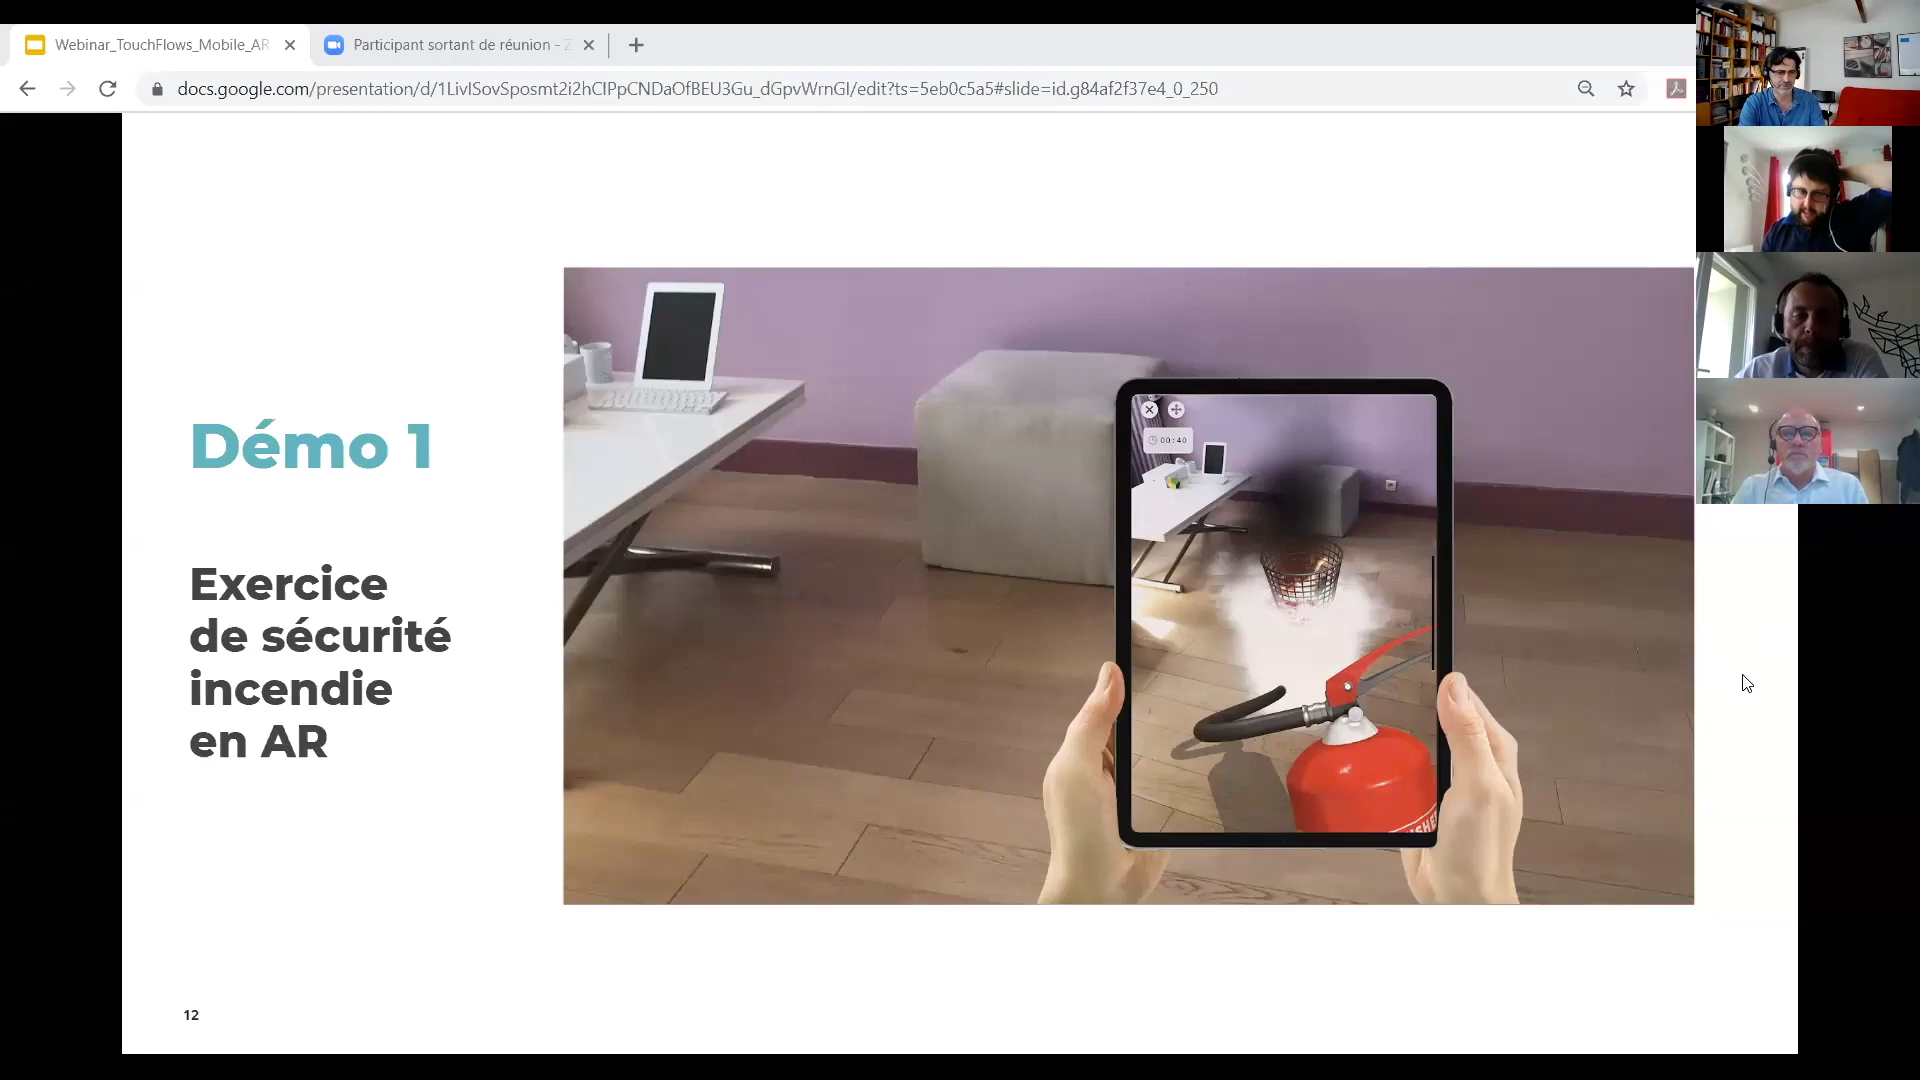 Webinar_TouchFlows_Mobile_AR
Participant sortant de réunion - Z
docs.google.com/presentation/d/1LivISovSposmt2i2hCIPpCNDaOfBEU3Gu_dGpvWrnGI/edit?ts=5eb0c5a5#slide=id.g84af2f37e4_0_250
Démo 1
Exercice
de sécurité
incendie
en AR
00:40
12